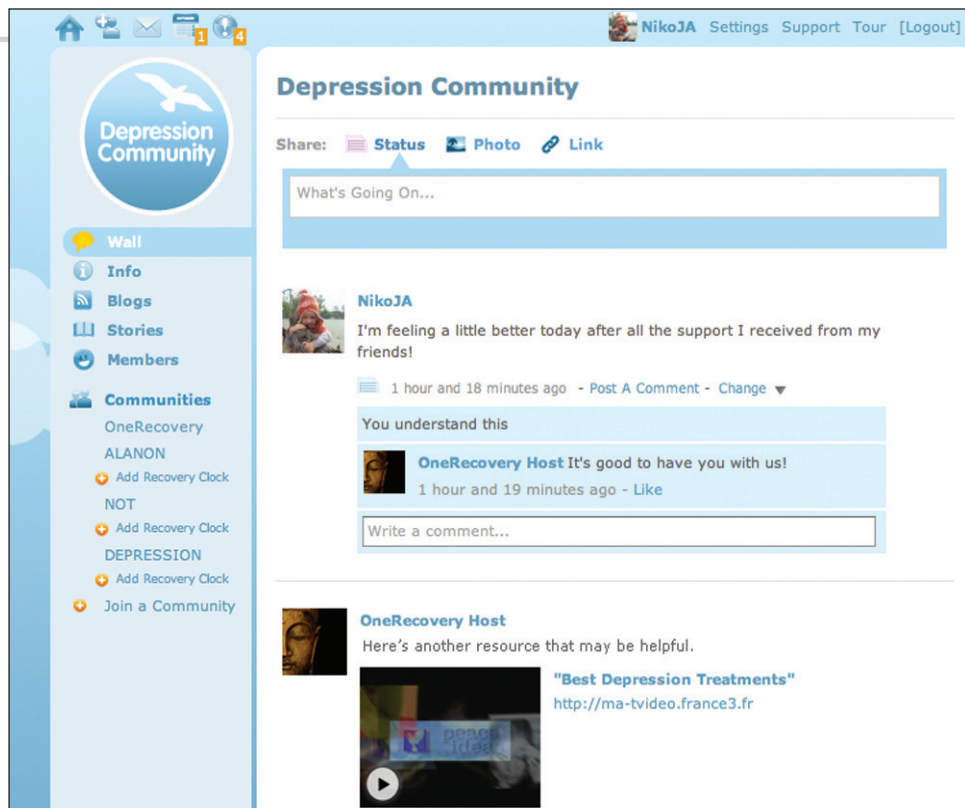 1
4
NikoJA Settings Support Tour [Logout]
Depression
Community
Wall
Info
Blogs
Stories
Members
Communities
OneRecovery
ALANON
Add Recovery Clock
NOT
Add Recovery Clock
DEPRESSION
Add Recovery Clock
Join a Community
Depression Community
Share: Status Photo Link
What's Going On...
NikoJA
I'm feeling a little better today after all the support I received from my
friends!
1 hour and 18 minutes ago - Post A Comment - Change
You understand this
OneRecovery Host It's good to have you with us!
1 hour and 19 minutes ago - Like
Write a comment...
OneRecovery Host
Here's another resource that may be helpful.
peace
idea
"Best Depression Treatments"
http://ma-tvideo.france3.fr